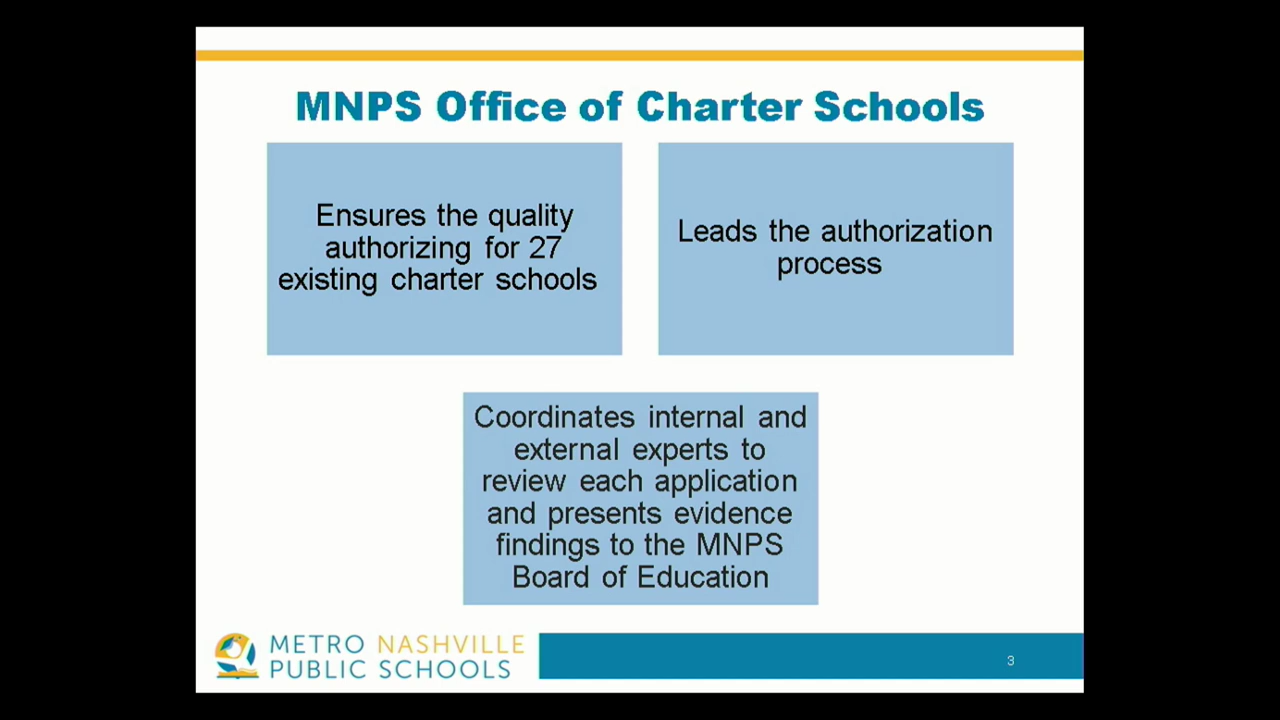 MNPS Office of Charter Schools
Ensures the quality
authorizing for 27
existing charter schools
Leads the authorization
process
Coordinates internal and
external experts to
review each application
and presents evidence
findings to the MNPS
Board of Education
METRO NASHVILLE
PUBLIC SCHOOLS
3